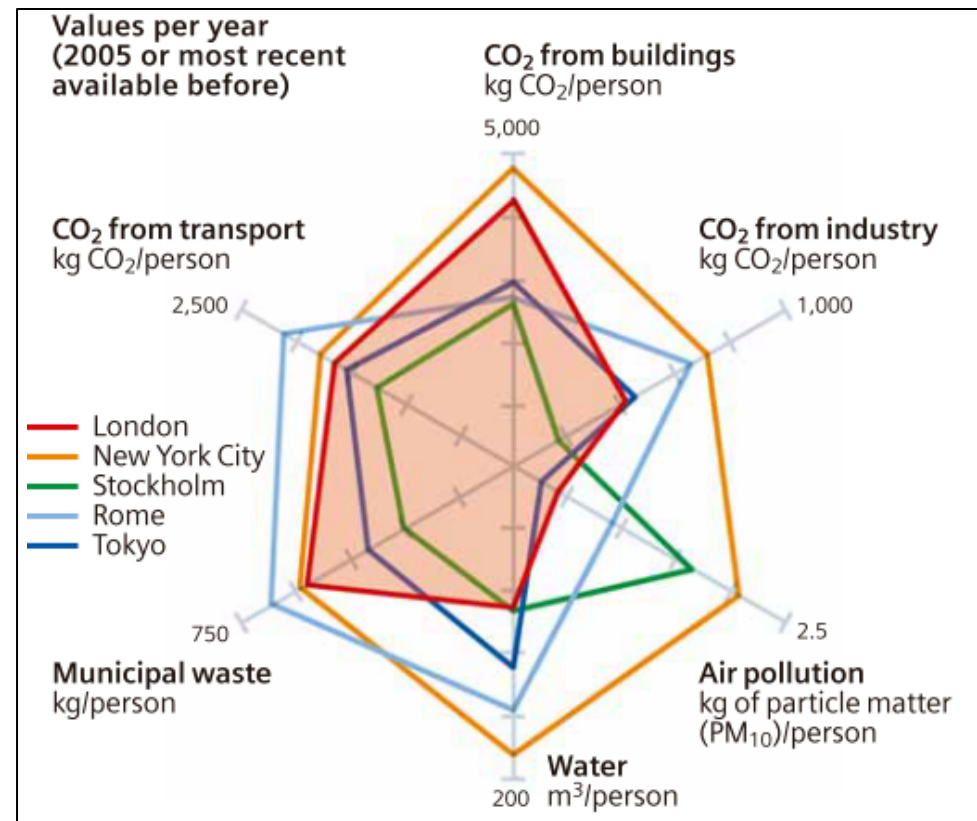 Values per year
(2005 or most recent
available before)
CO₂ from buildings
kg CO₂/person
5,000
CO₂ from transport
kg CO₂/person
2,500
CO₂ from industry
kg CO₂/person
1,000
London
New York City
Stockholm
Rome
Tokyo
750
Municipal waste
kg/person
2.5
Air pollution
kg of particle matter
(PM₁₀)/person
Water
m³/person
200